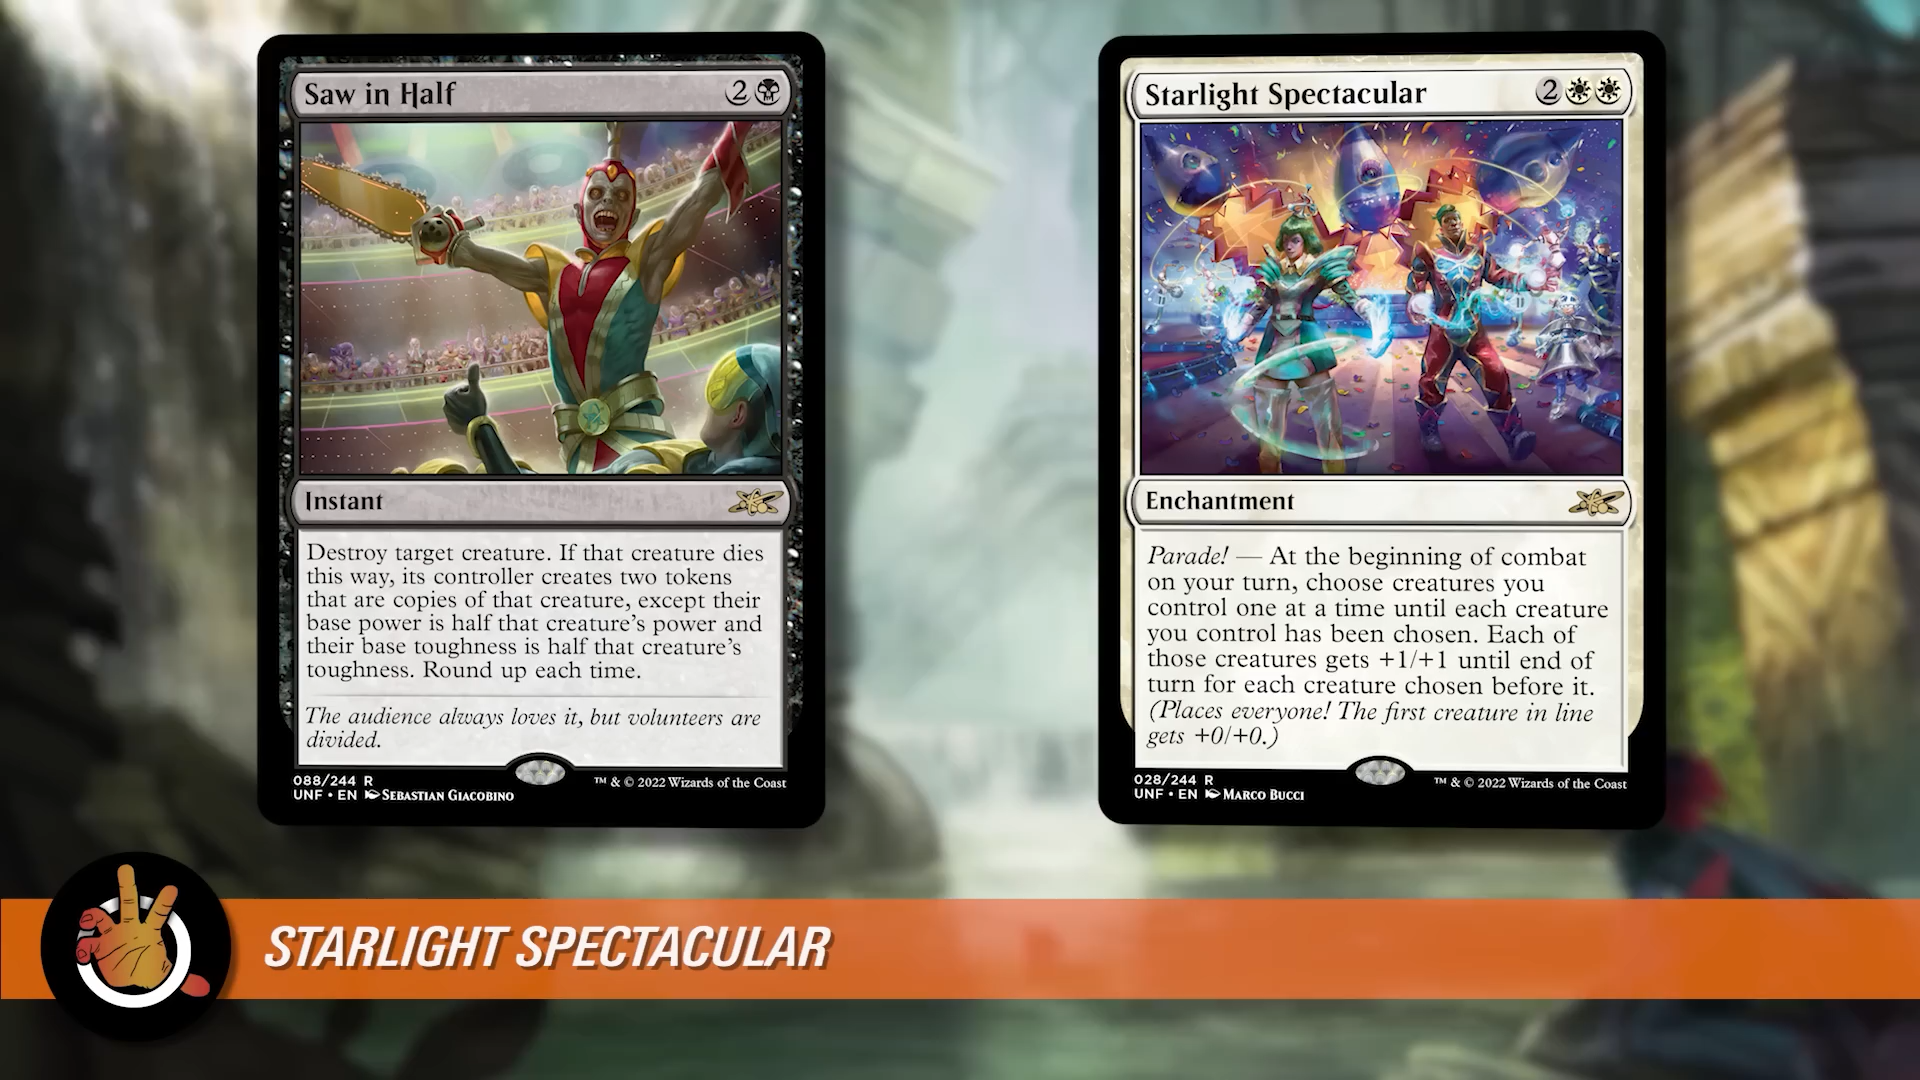 Saw in Half
2
Instant
Destroy target creature. If that creature dies
this way, its controller creates two tokens
that are copies of that creature, except their
base power is half that creature's power and
their base toughness is half that creature's
toughness. Round up each time.
The audience always loves it, but volunteers are
divided.
088/244 R
UNF • EN Sebastian Giacobino
™ & © 2022 Wizards of the Coast
Starlight Spectacular
2
Enchantment
Parade! — At the beginning of combat
on your turn, choose creatures you
control one at a time until each creature
you control has been chosen. Each of
those creatures gets +1/+1 until end of
turn for each creature chosen before it.
(Places everyone! The first creature in line
gets +0/+0.)
028/244 R
UNF • EN Marco Bucci
™ & © 2022 Wizards of the Coast
STARLIGHT SPECTACULAR